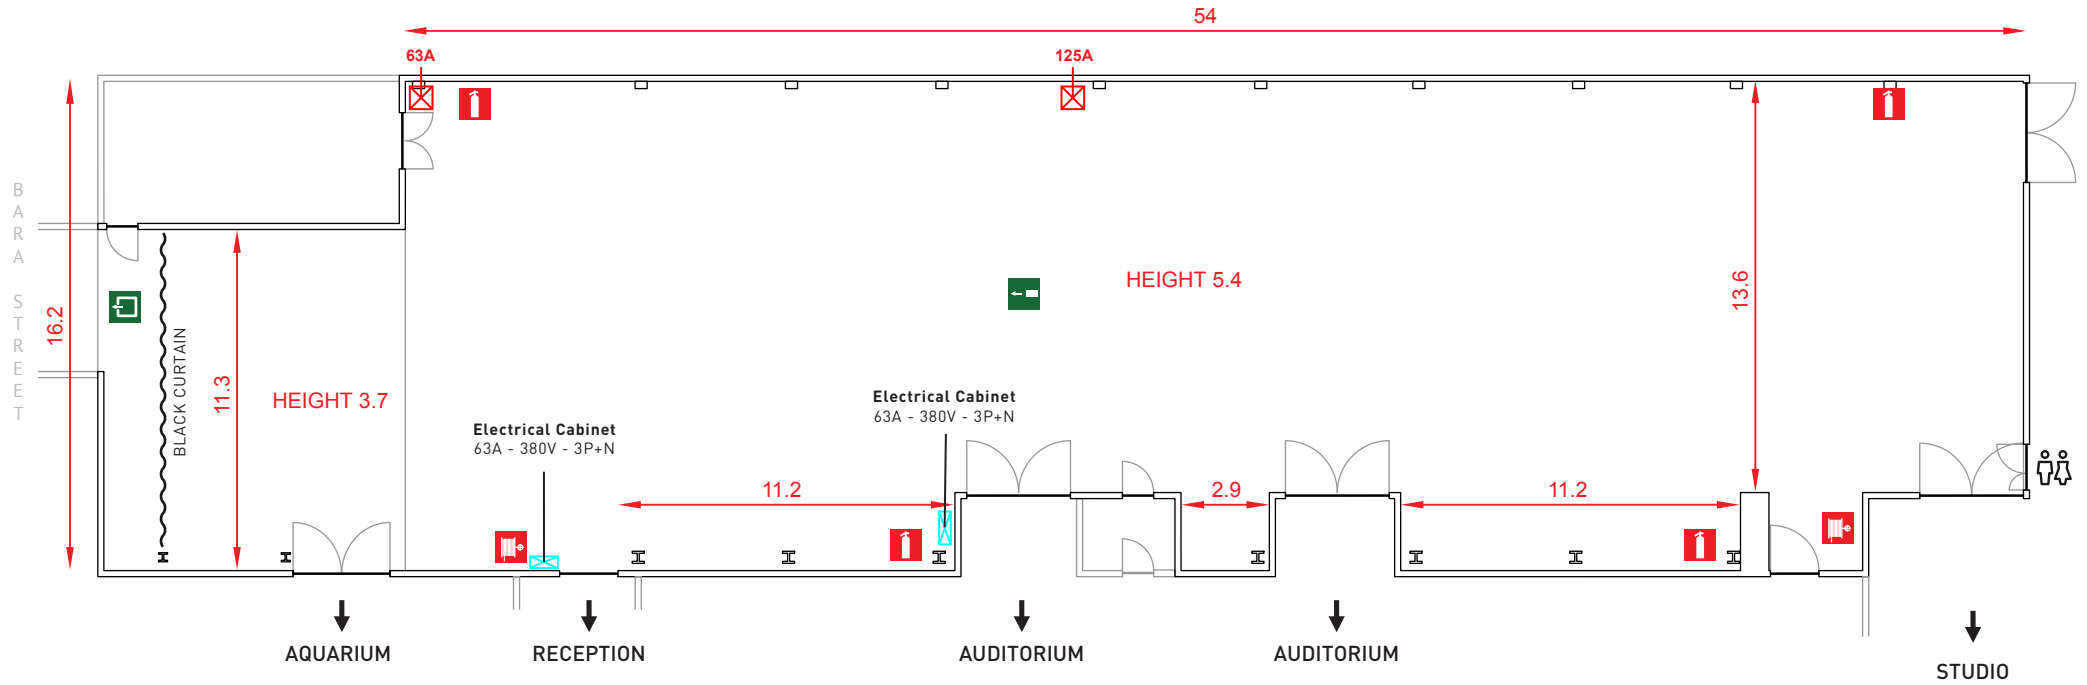 54
63A
125A
BARA STREET
16.2
13.6
HEIGHT 5.4
11.3
BLACK CURTAIN
HEIGHT 3.7
Electrical Cabinet
63A - 380V - 3P+N
Electrical Cabinet
63A - 380V - 3P+N
11.2
2.9
11.2
AQUARIUM
RECEPTION
AUDITORIUM
AUDITORIUM
STUDIO